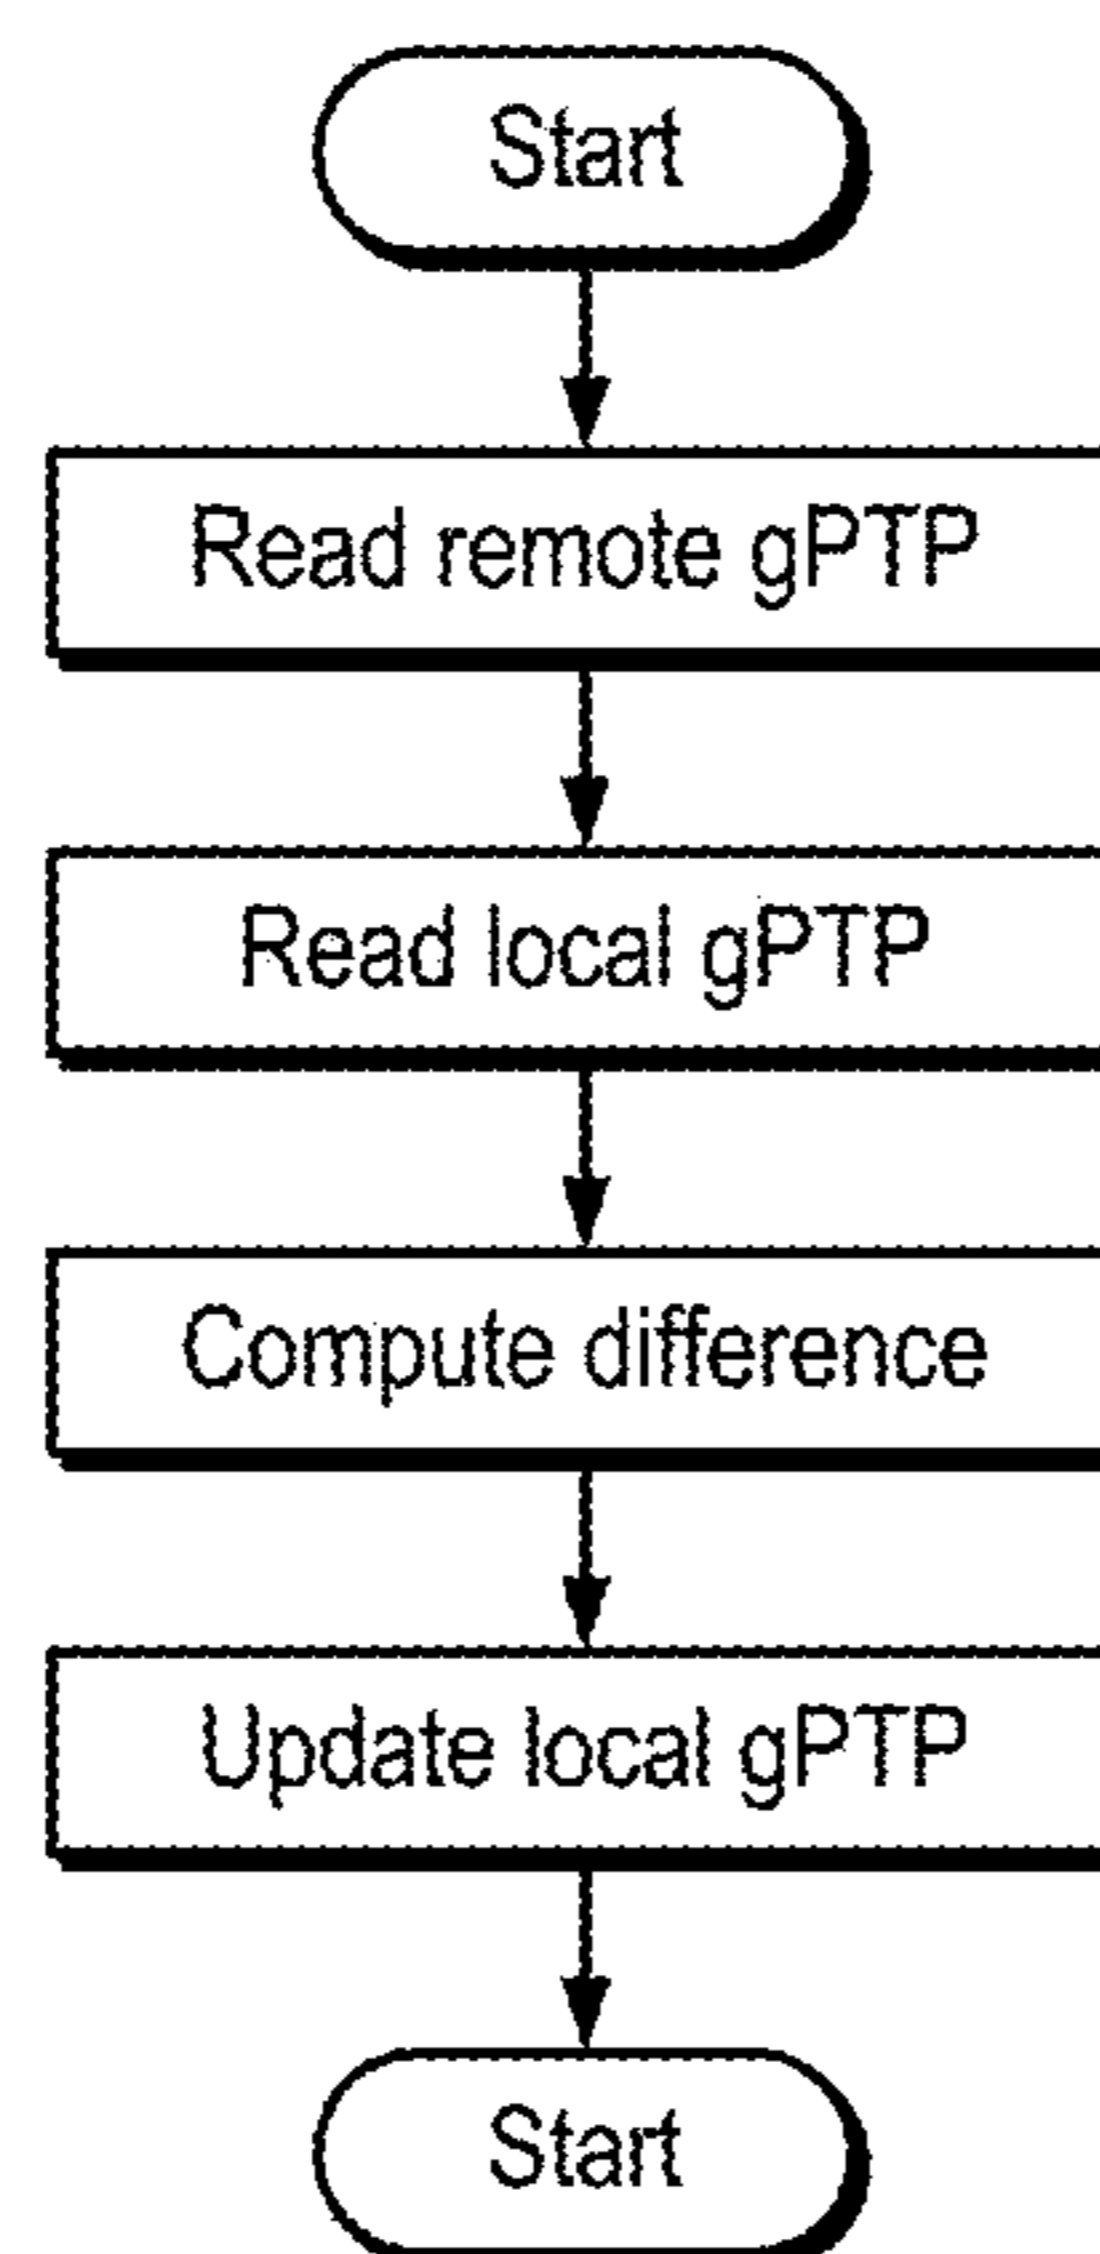 Start
Read remote gPTP
Read local gPTP
Compute difference
Update local gPTP
Start